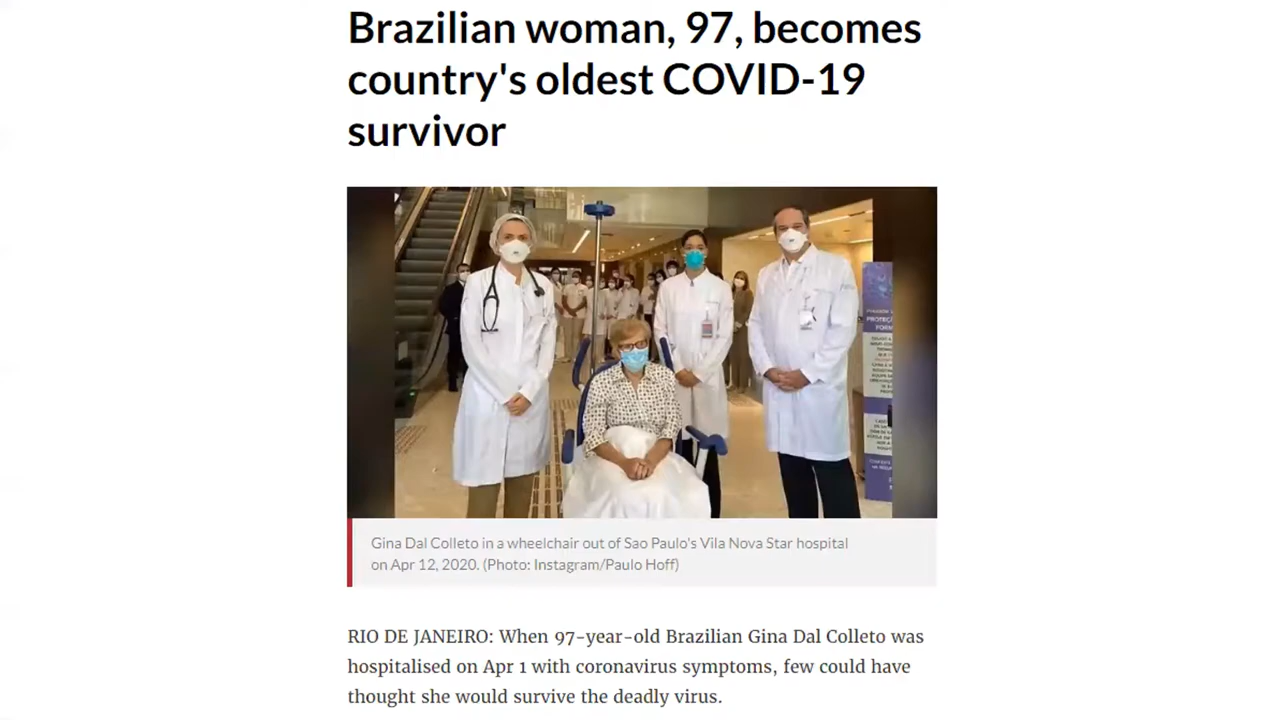 Brazilian woman, 97, becomes
country's oldest COVID-19
survivor
Gina Dal Colleto in a wheelchair out of Sao Paulo's Vila Nova Star hospital
on Apr 12, 2020. (Photo: Instagram/Paulo Hoff)
RIO DE JANEIRO: When 97-year-old Brazilian Gina Dal Colleto was
hospitalised on Apr 1 with coronavirus symptoms, few could have
thought she would survive the deadly virus.